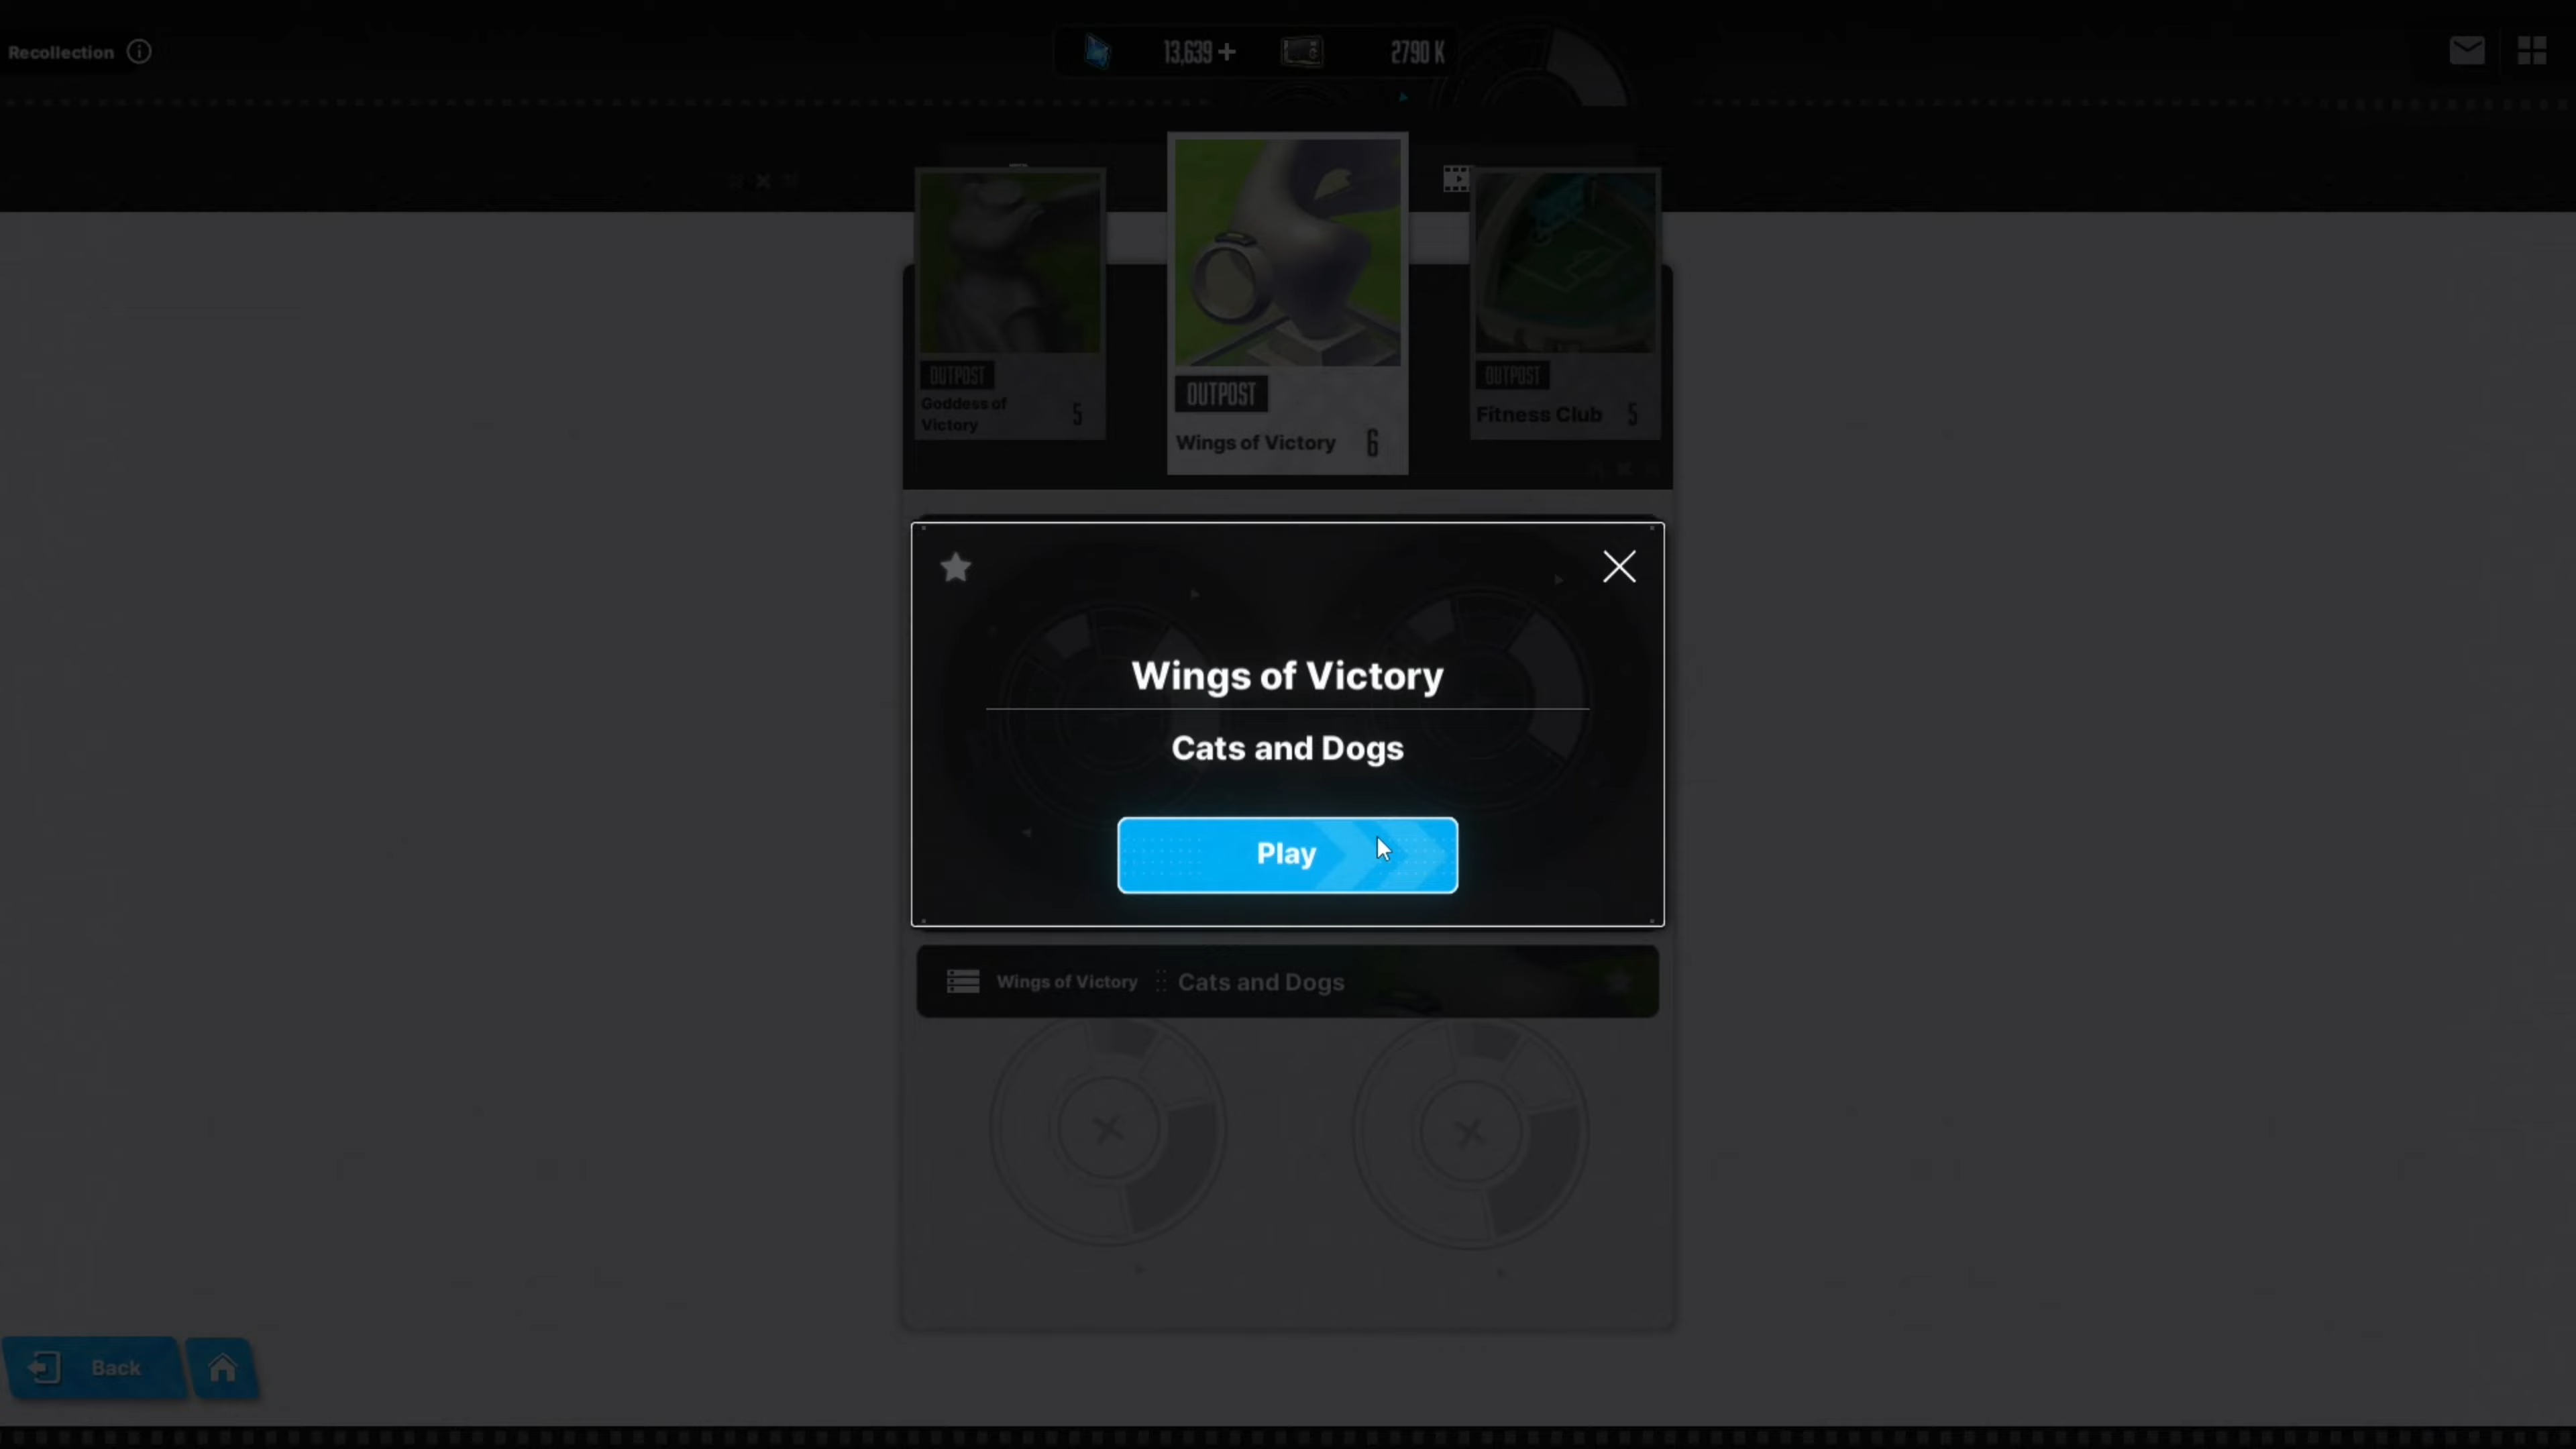 Recollection
13,639 +
2790 K
OUTPOST
Goddess of
Victory
5
OUTPOST
Wings of Victory
6
OUTPOST
Fitness Club
5
Wings of Victory
Cats and Dogs
Play
Wings of Victory
Cats and Dogs
Back